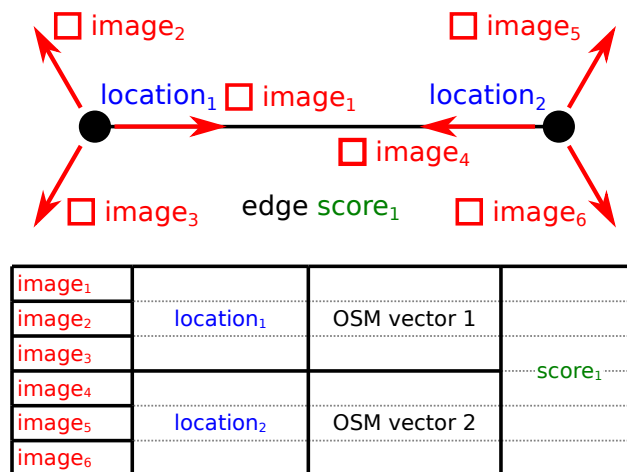 image₂
image₅
location₁
image₁
location₂
image₄
image₃
edge score₁
image₆
image₁
image₂ location₁ OSM vector 1
image₃
score₁
image₄
image₅ location₂ OSM vector 2
image₆